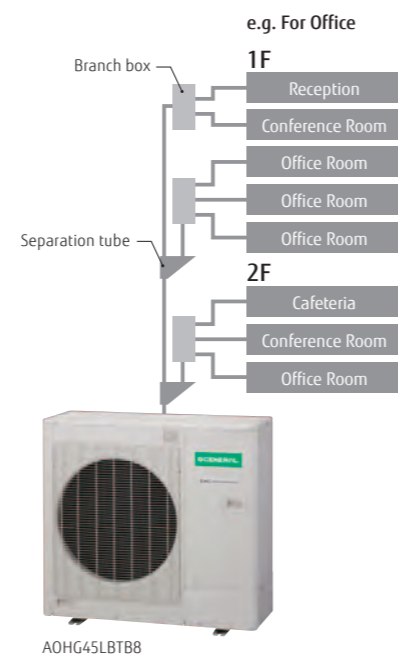 e.g. For Office
1F
Branch box
Reception
Conference Room
Office Room
Office Room
Office Room
Separation tube
2F
Cafeteria
Conference Room
Office Room
GENERAL
AOHG45LBTB8